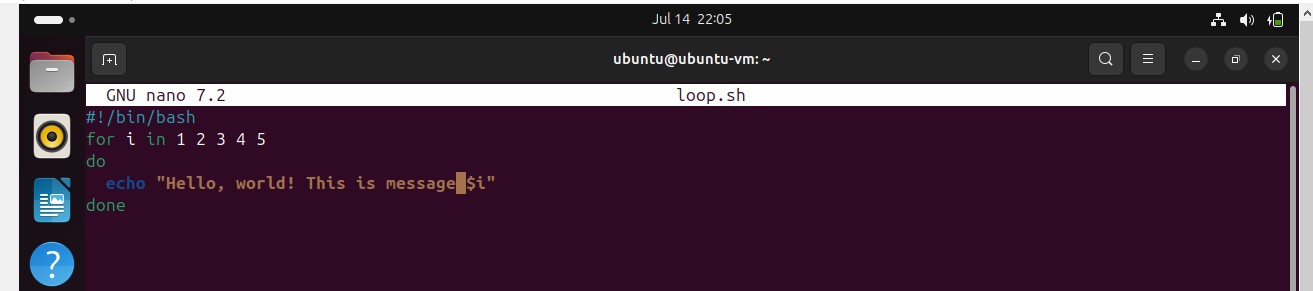 Jul 14 22:05
ubuntu@ubuntu-vm: ~
GNU nano 7.2 loop.sh
#!/bin/bash
for i in 1 2 3 4 5
do
  echo "Hello, world! This is message $i"
done